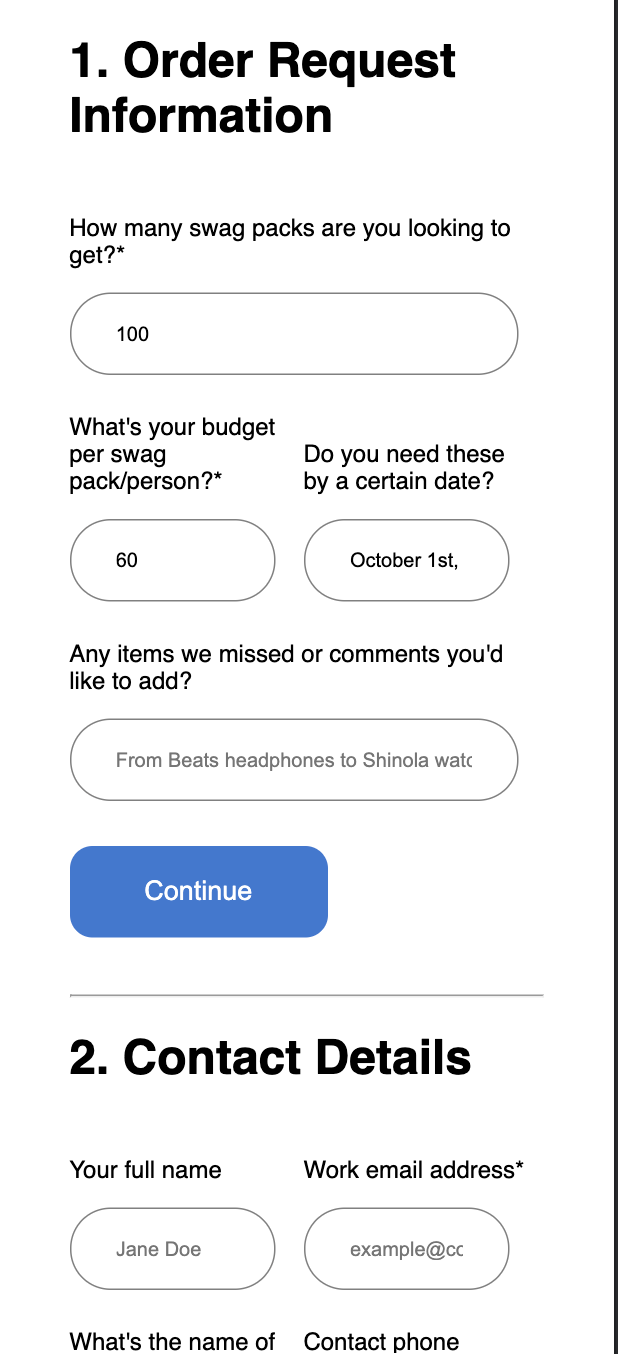 1. Order Request
Information
How many swag packs are you looking to
get?*
100
What's your budget
per swag
pack/person?*
Do you need these
by a certain date?
60
October 1st,
Any items we missed or comments you'd
like to add?
From Beats headphones to Shinola watc
Continue
2. Contact Details
Your full name
Work email address*
Jane Doe
example@cc
What's the name of
Contact phone